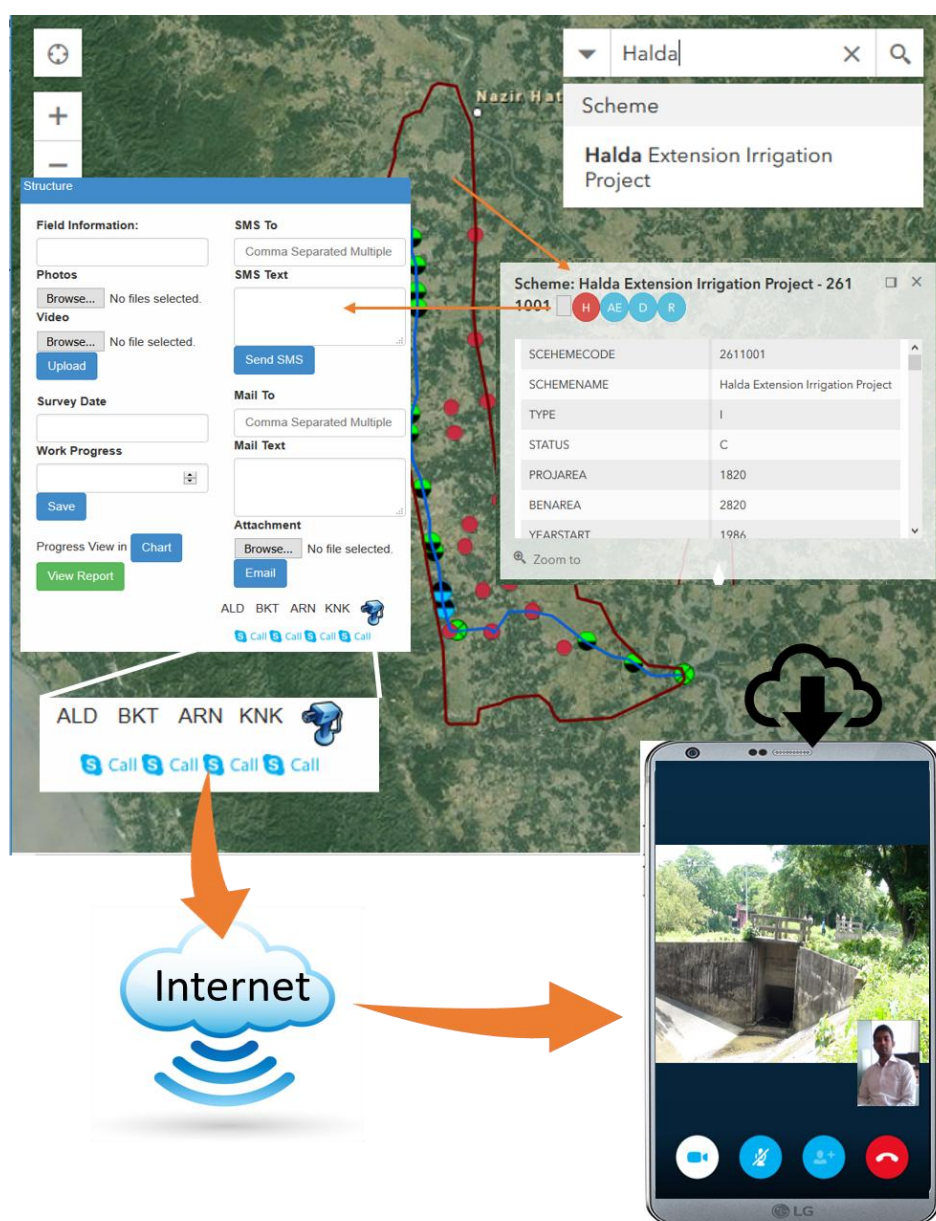 Halda
Nazir Hat
Scheme
Halda Extension Irrigation
Project
Structure
Field Information:
Photos
Browse... No files selected.
Video
Browse... No file selected.
Upload
Survey Date
Work Progress
Save
Progress View in Chart
View Report
SMS To
Comma Separated Multiple
SMS Text
Send SMS
Mail To
Comma Separated Multiple
Mail Text
Attachment
Browse... No file selected.
Email
ALD BKT ARN KNK
S Call S Call S Call S Call
Scheme: Halda Extension Irrigation Project - 261
1001 H AE D R
SCEHEMECODE 2611001
SCHEMENAME Halda Extension Irrigation Project
TYPE I
STATUS C
PROJAREA 1820
BENAREA 2820
YEARSTART 1986
Zoom to
ALD BKT ARN KNK
S Call S Call S Call S Call
Internet
LG